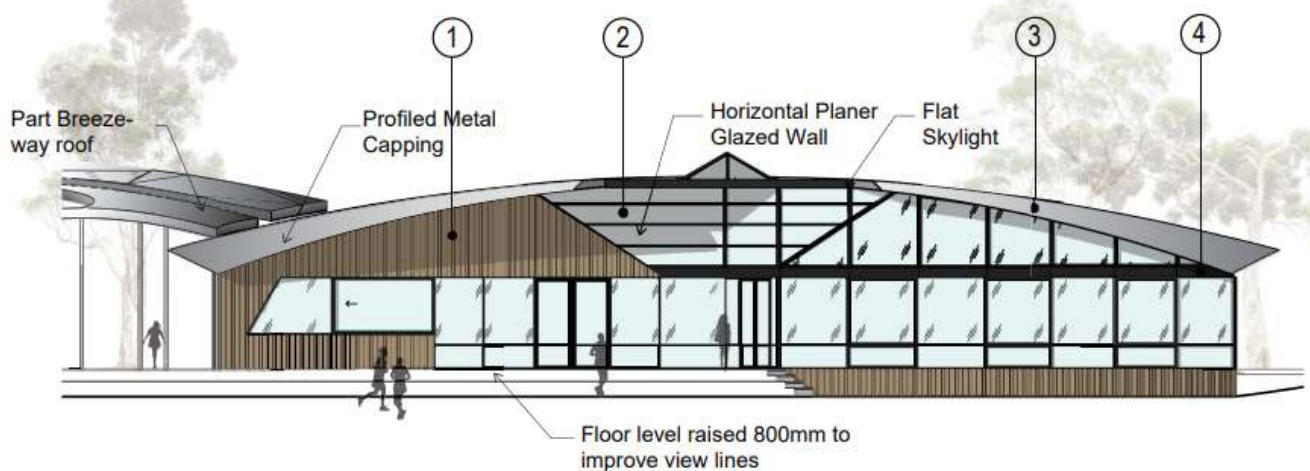 1
2
3
4
Part Breeze-
way roof
Profiled Metal
Capping
Horizontal Planer
Glazed Wall
Flat
Skylight
Floor level raised 800mm to
improve view lines